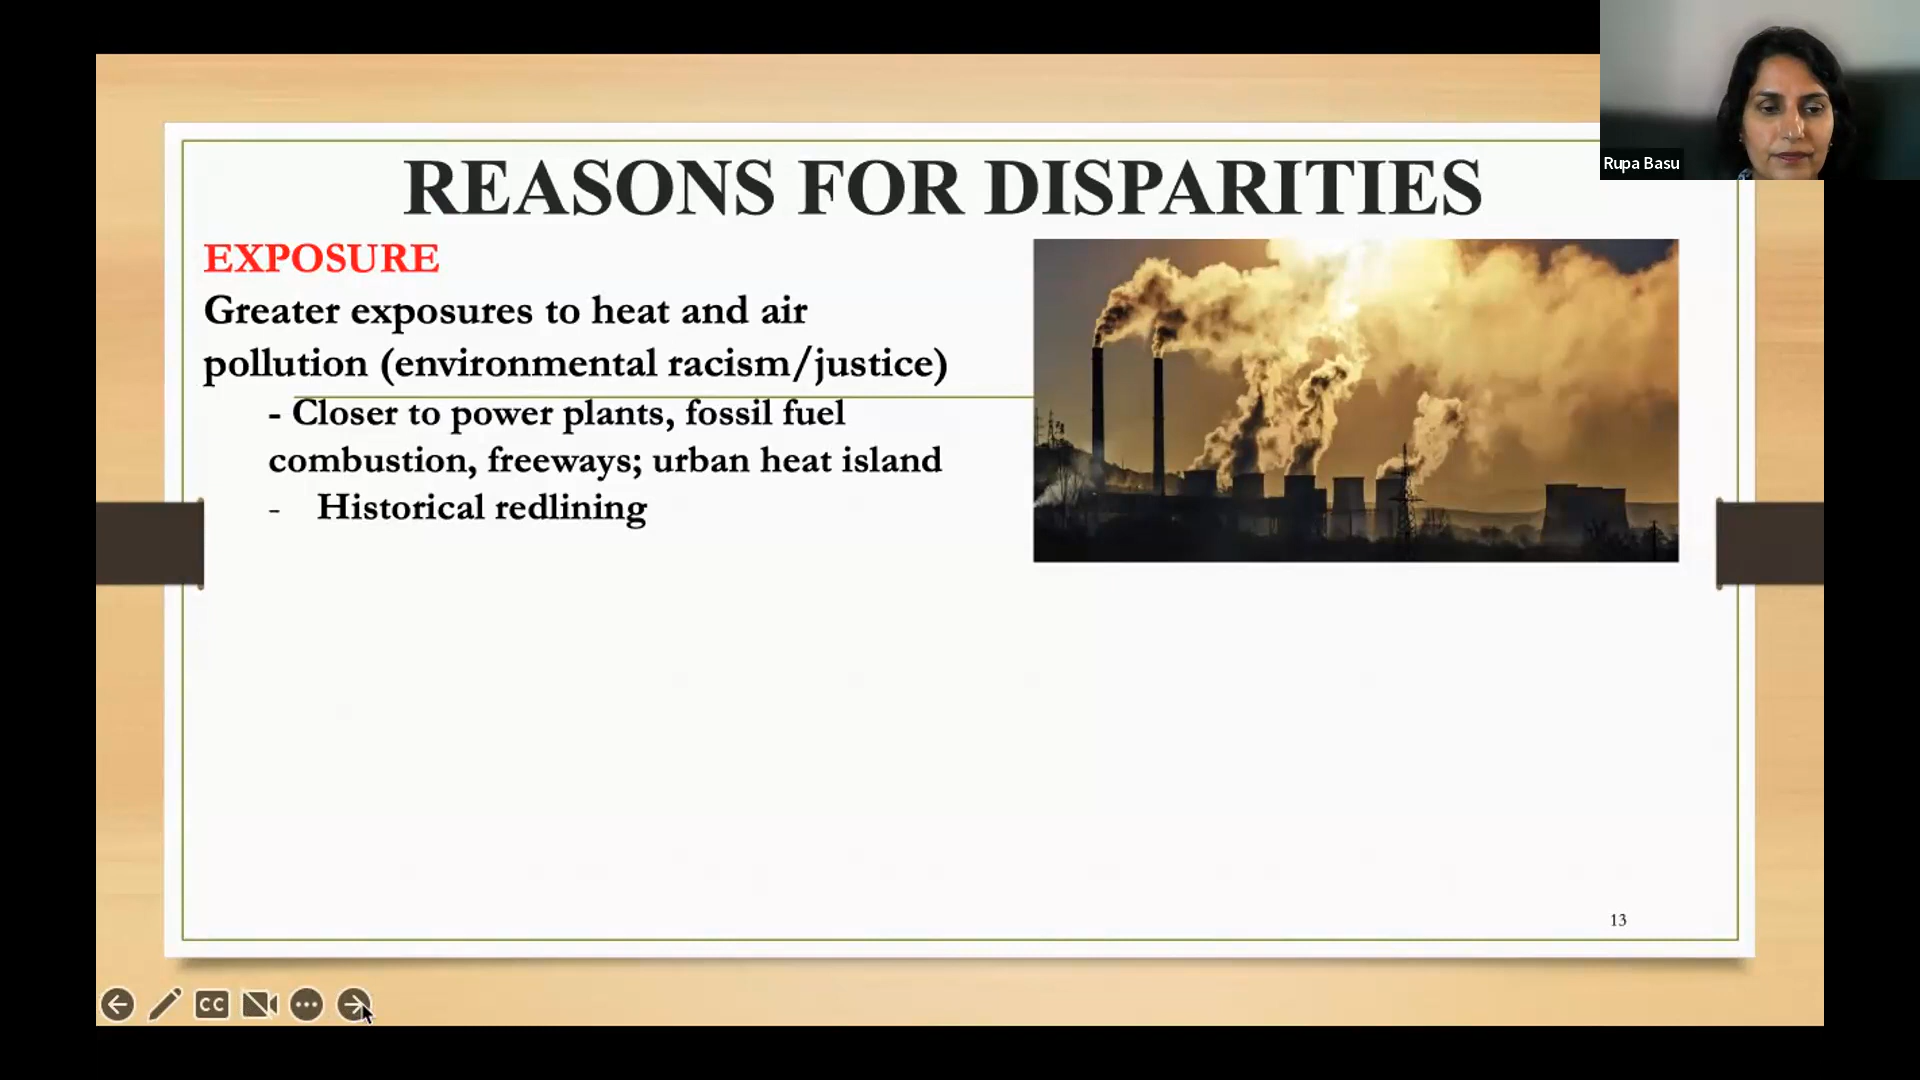 Rupa Basu
REASONS FOR DISPARITIES
EXPOSURE
Greater exposures to heat and air
pollution (environmental racism/justice)
- Closer to power plants, fossil fuel
combustion, freeways; urban heat island
- Historical redlining
13
CC